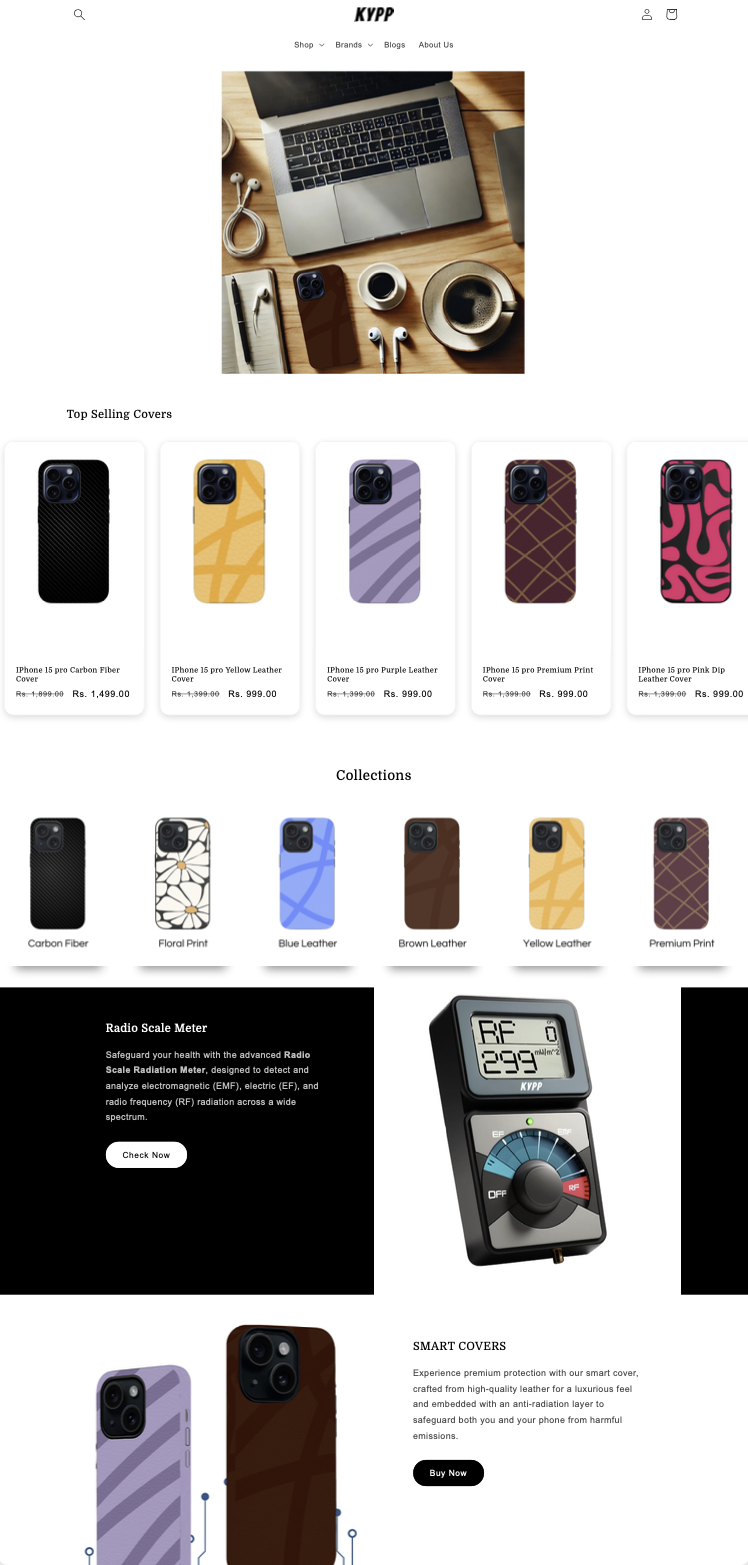 KYPP
Shop Brands Blogs About Us
Top Selling Covers
IPhone 15 pro Carbon Fiber
Cover
Rs. 1,899.00 Rs. 1,499.00
IPhone 15 pro Yellow Leather
Cover
Rs. 1,399.00 Rs. 999.00
IPhone 15 pro Purple Leather
Cover
Rs. 1,399.00 Rs. 999.00
IPhone 15 pro Premium Print
Cover
Rs. 1,399.00 Rs. 999.00
IPhone 15 pro Pink Dip
Leather Cover
Rs. 1,399.00 Rs. 999.00
Collections
Carbon Fiber
Floral Print
Blue Leather
Brown Leather
Yellow Leather
Premium Print
Radio Scale Meter
Safeguard your health with the advanced Radio
Scale Radiation Meter, designed to detect and
analyze electromagnetic (EMF), electric (EF), and
radio frequency (RF) radiation across a wide
spectrum.
Check Now
RF 0
299 mW/m^2
KYPP
EF
OFF
RF
SMART COVERS
Experience premium protection with our smart cover,
crafted from high-quality leather for a luxurious feel
and embedded with an anti-radiation layer to
safeguard both you and your phone from harmful
emissions.
Buy Now